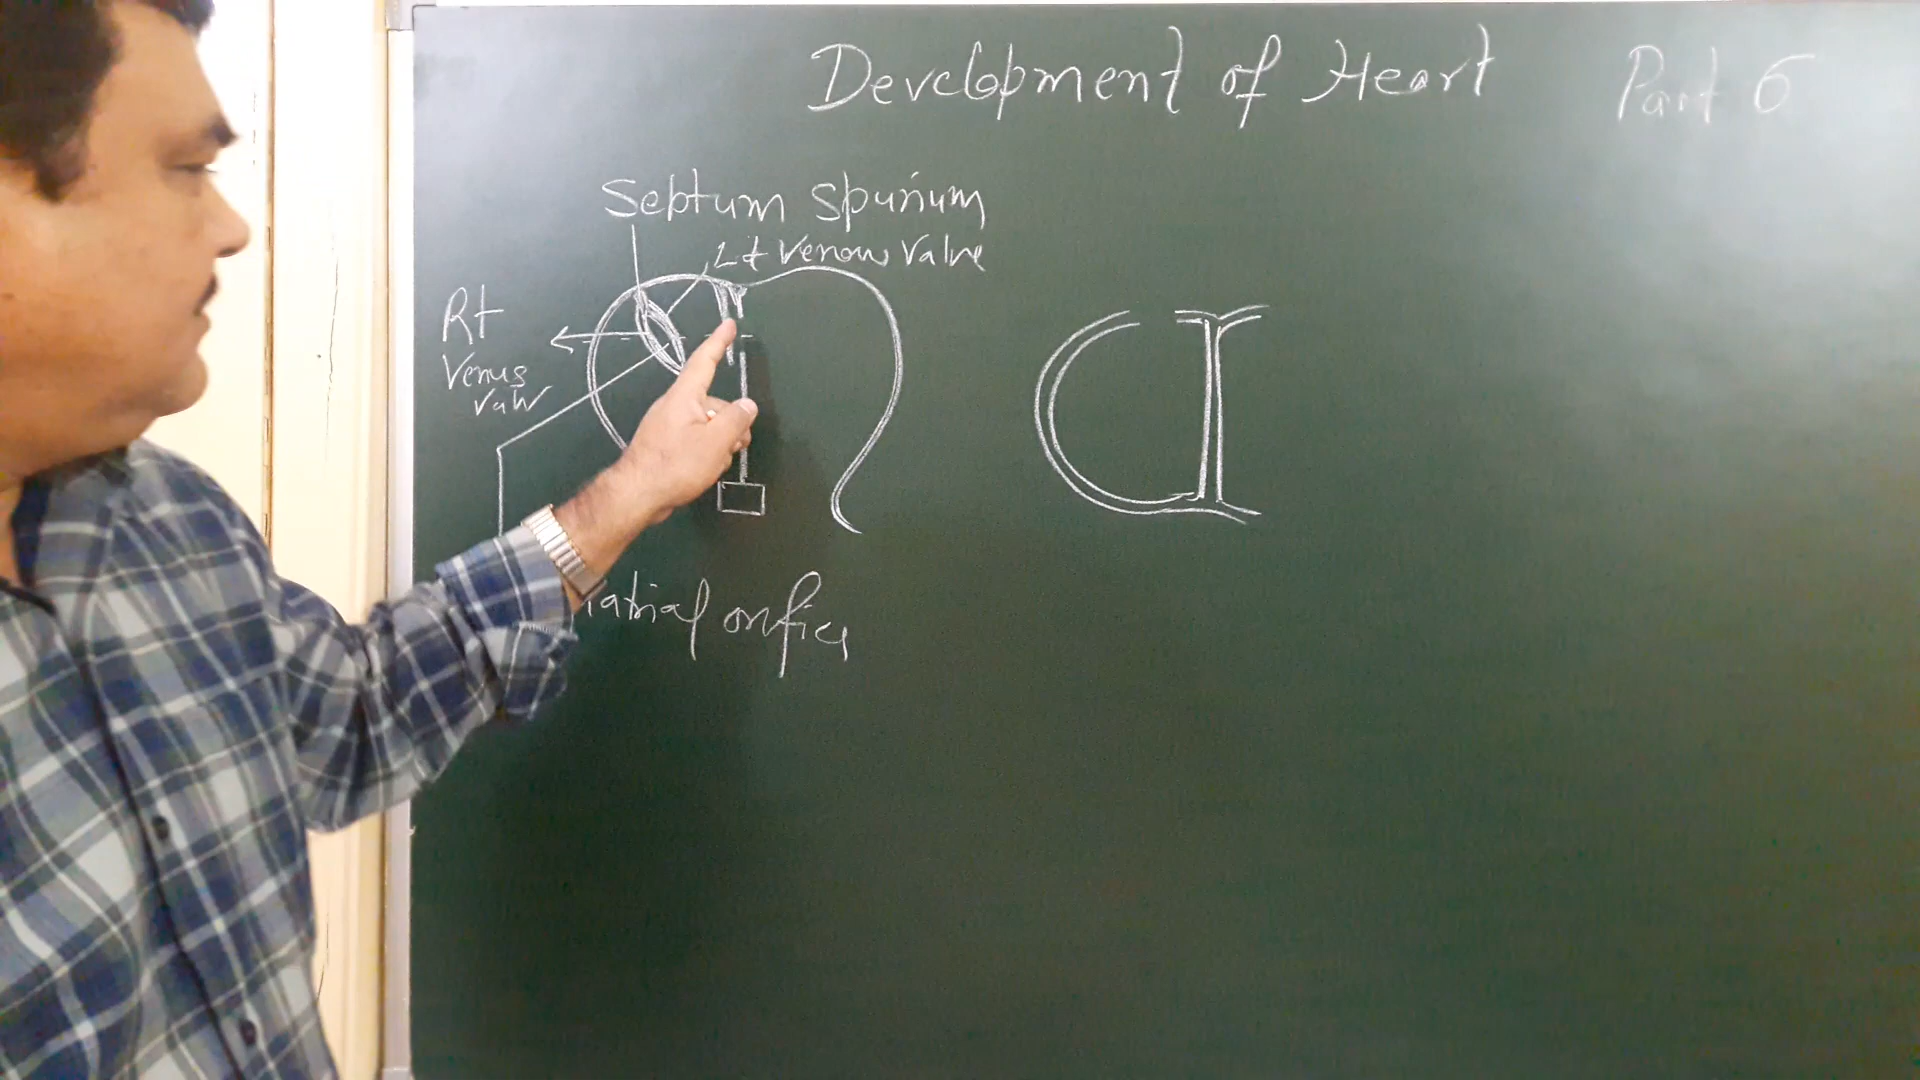 Development of Heart Part 6
Septum spurium
Lt Venous Valve
Rt
Venus
Valv
iatrial orifice